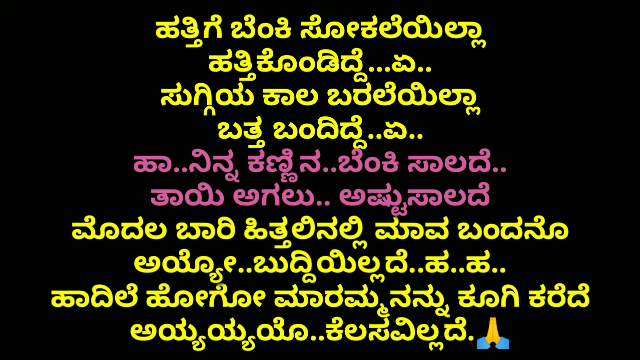 ಹತ್ತಿಗೆ ಬೆಂಕಿ ಸೋಕಲೆಯಿಲ್ಲಾ
ಹತ್ತಿಕೊಂಡಿದ್ದೆ...ಏ..
ಸುಗ್ಗಿಯ ಕಾಲ ಬರಲೆಯಿಲ್ಲಾ
ಬತ್ತ ಬಂದಿದ್ದೆ..ಏ..
ಹಾ..ನಿನ್ನ ಕಣ್ಣಿನ..ಬೆಂಕಿ ಸಾಲದೆ..
ತಾಯಿ ಅಗಲು.. ಅಷ್ಟುಸಾಲದೆ
ಮೊದಲ ಬಾರಿ ಹಿತ್ತಲಿನಲ್ಲಿ ಮಾವ ಬಂದನೊ
ಅಯ್ಯೋ..ಬುದ್ದಿಯಿಲ್ಲದೆ..ಹ..ಹ..
ಹಾದಿಲೆ ಹೋಗೋ ಮಾರಮ್ಮನನ್ನು ಕೂಗಿ ಕರೆದೆ
ಅಯ್ಯಯ್ಯಯೊ..ಕೆಲಸವಿಲ್ಲದೆ.🙏